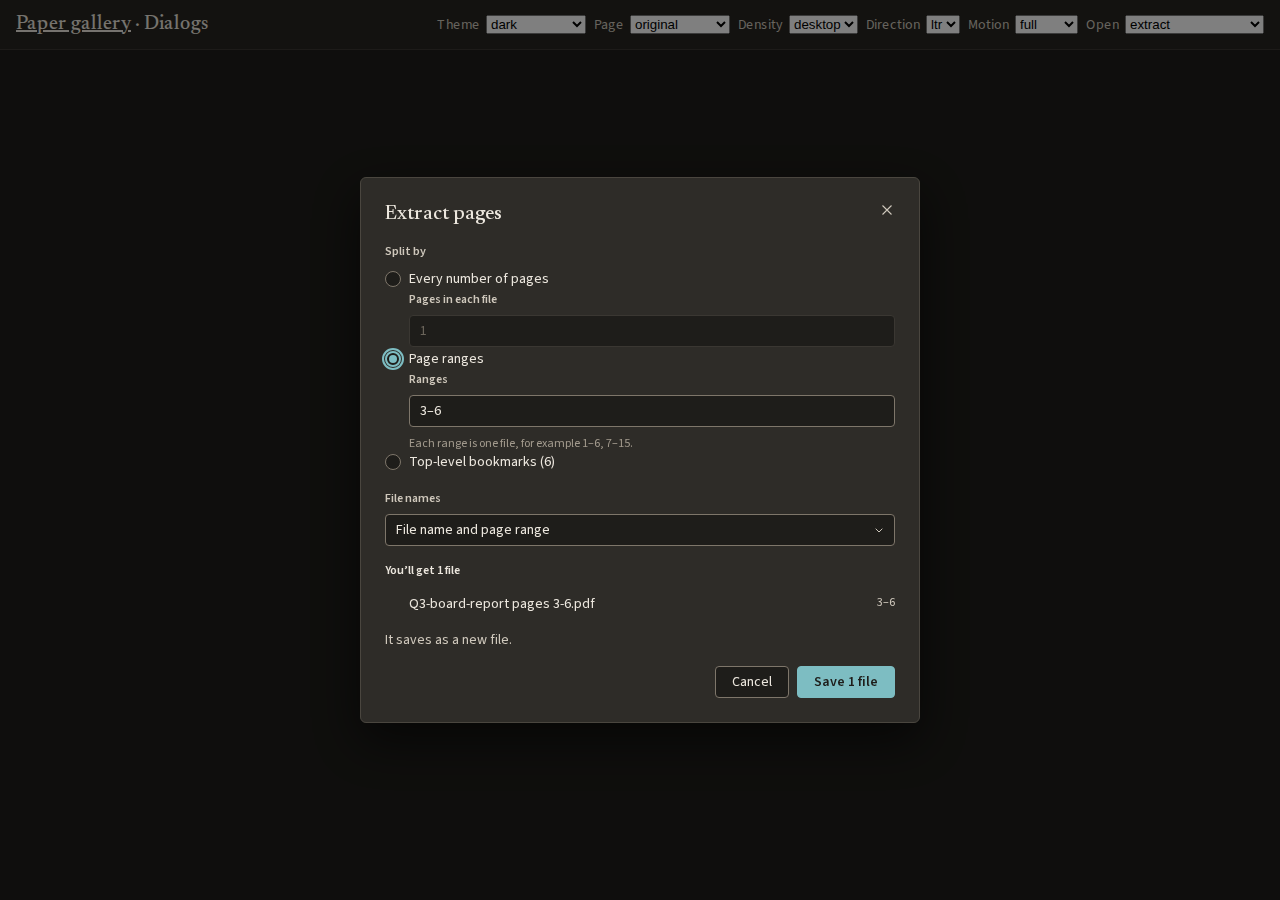 Paper gallery · Dialogs
Theme dark Page original Density desktop Direction ltr Motion full Open extract
Extract pages
Split by
Every number of pages
Pages in each file
1
Page ranges
Ranges
3–6
Each range is one file, for example 1–6, 7–15.
Top-level bookmarks (6)
File names
File name and page range
You’ll get 1 file
Q3-board-report pages 3-6.pdf 3–6
It saves as a new file.
Cancel Save 1 file